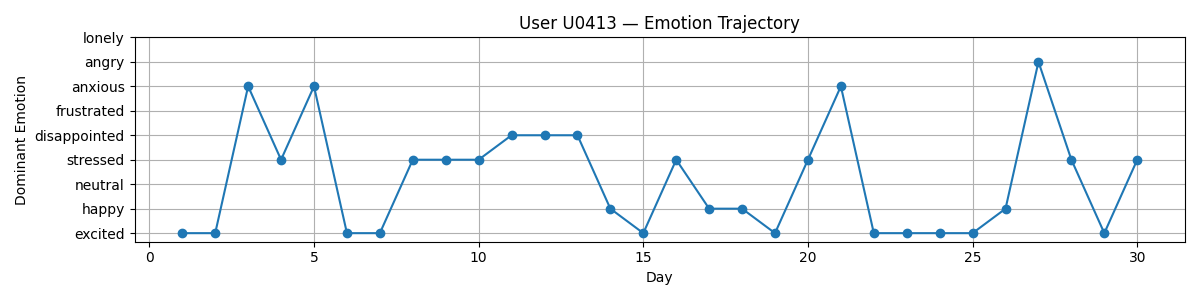 User U0413 — Emotion Trajectory
Dominant Emotion
lonely
angry
anxious
frustrated
disappointed
stressed
neutral
happy
excited
0 5 10 15 20 25 30
Day